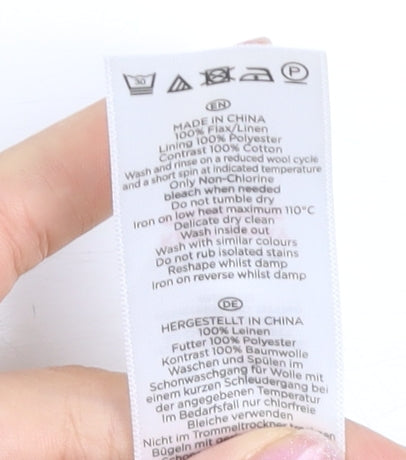 30 P
EN
MADE IN CHINA
100% Flax/Linen
Lining 100% Polyester
Contrast 100% Cotton
Wash and rinse on a reduced wool cycle
and a short spin at indicated temperature
Only Non-Chlorine
bleach when needed
Do not tumble dry
Iron on low heat maximum 110°C
Delicate dry clean
Wash inside out
Wash with similar colours
Do not rub isolated stains
Reshape whilst damp
Iron on reverse whilst damp
DE
HERGESTELLT IN CHINA
100% Leinen
Futter 100% Polyester
Kontrast 100% Baumwolle
Waschen und Spülen im
Schonwaschgang für Wolle mit
einem kurzen Schleudergang bei
der angegebenen Temperatur
Im Bedarfsfall nur chlorfreie
Bleiche verwenden
Nicht im Trommeltrockner
Bügeln mit